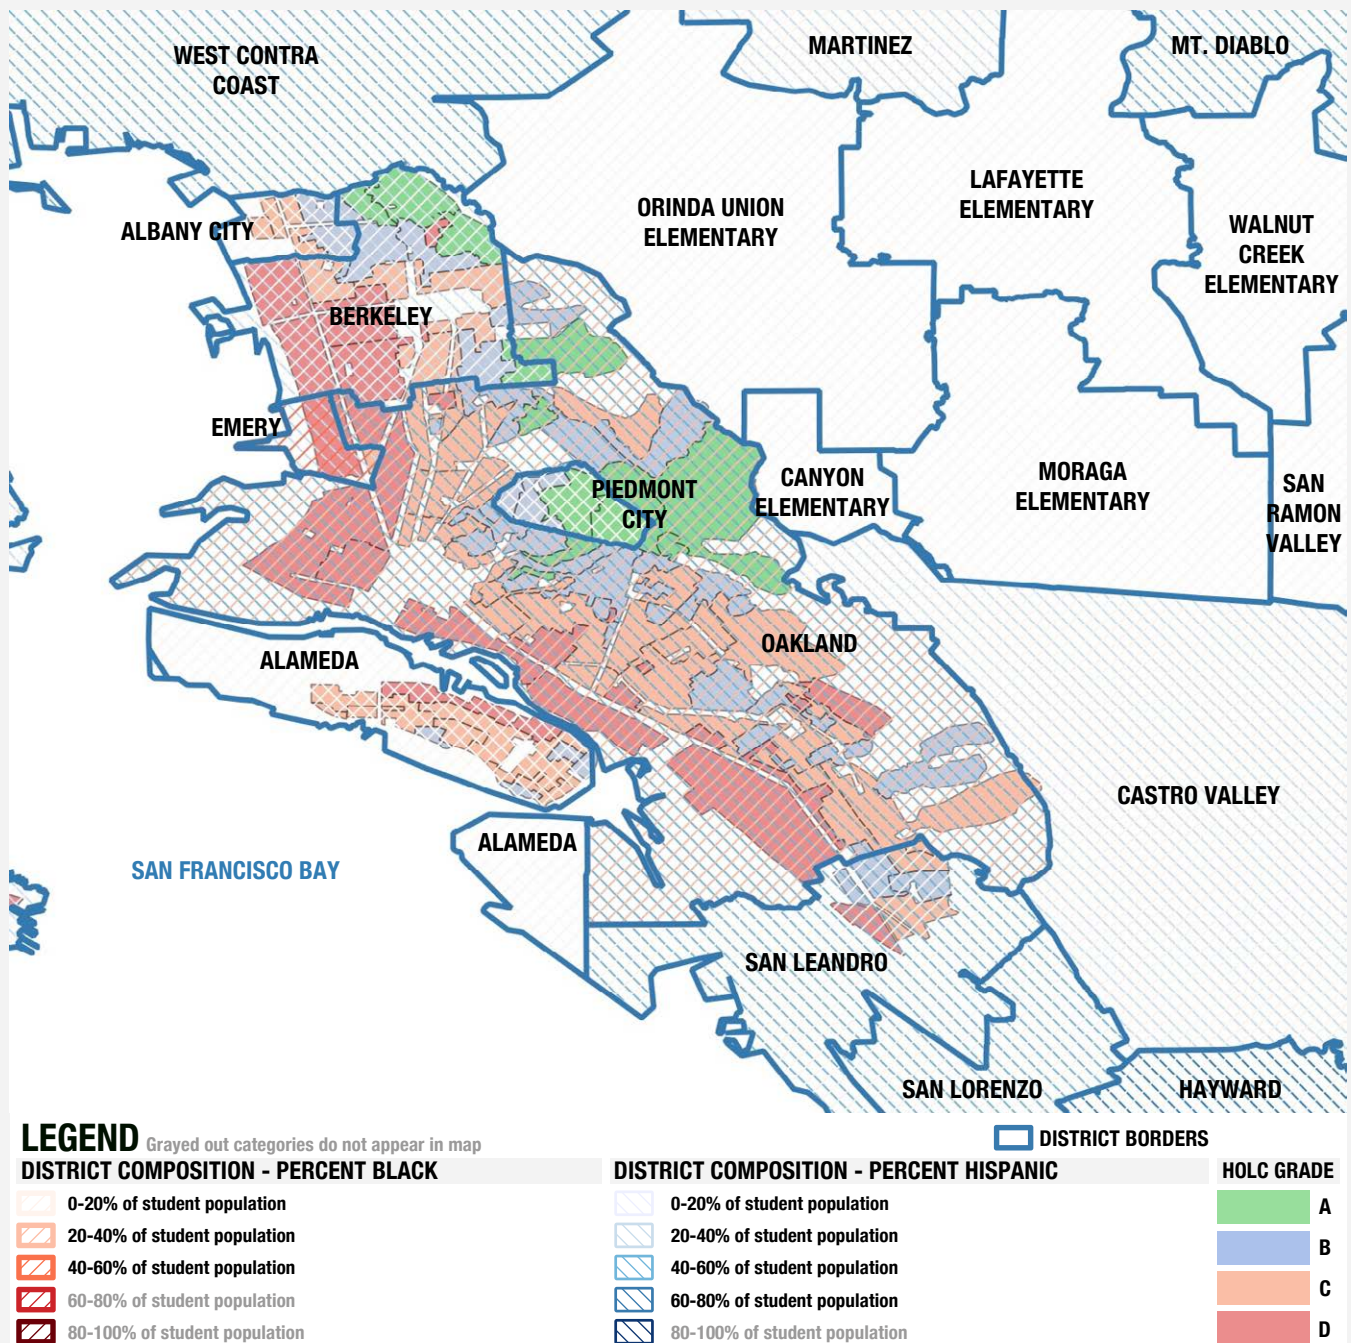 WEST CONTRA
COAST
MARTINEZ
MT. DIABLO
ALBANY CITY
ORINDA UNION
ELEMENTARY
LAFAYETTE
ELEMENTARY
WALNUT
CREEK
ELEMENTARY
BERKELEY
EMERY
PIEDMONT
CITY
CANYON
ELEMENTARY
MORAGA
ELEMENTARY
SAN
RAMON
VALLEY
ALAMEDA
OAKLAND
CASTRO VALLEY
ALAMEDA
SAN FRANCISCO BAY
SAN LEANDRO
SAN LORENZO
HAYWARD
LEGEND Grayed out categories do not appear in map
DISTRICT BORDERS
DISTRICT COMPOSITION - PERCENT BLACK
0-20% of student population
20-40% of student population
40-60% of student population
60-80% of student population
80-100% of student population
DISTRICT COMPOSITION - PERCENT HISPANIC
0-20% of student population
20-40% of student population
40-60% of student population
60-80% of student population
80-100% of student population
HOLC GRADE
A
B
C
D